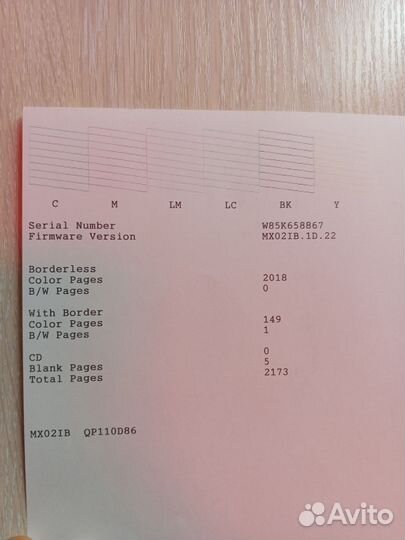 C M LM LC BK Y
Serial Number W85K658867
Firmware Version MX02IB.1D.22
Borderless
Color Pages 2018
B/W Pages 0
With Border
Color Pages 149
B/W Pages 1
CD 0
Blank Pages 5
Total Pages 2173
MX02IB QP110D86
Avito